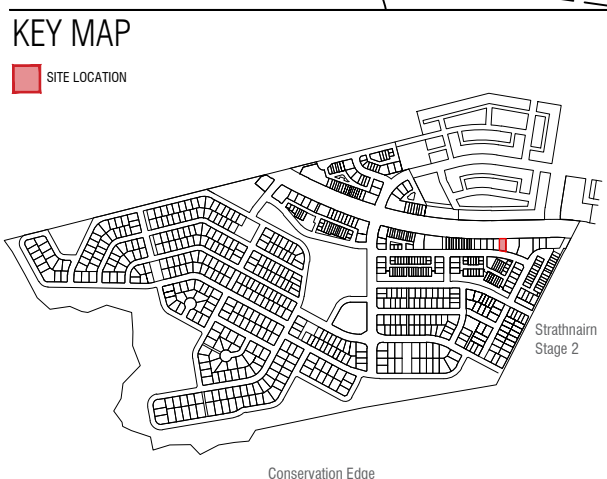 KEY MAP
SITE LOCATION
Strathnairn
Stage 2
Conservation Edge